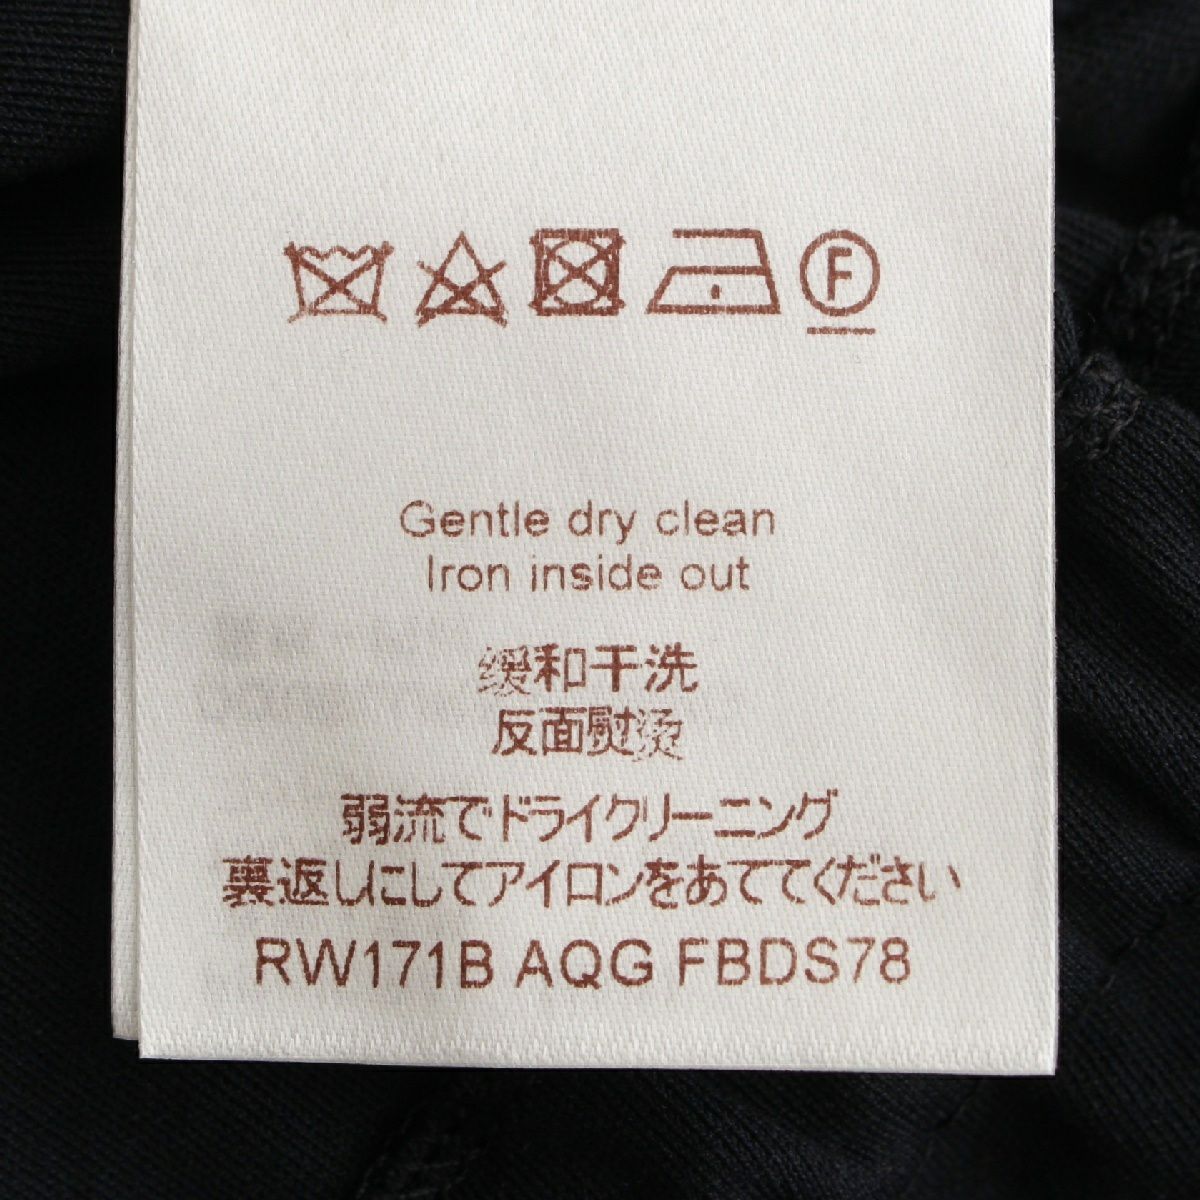 F
Gentle dry clean
Iron inside out
缓和干洗
反面熨烫
弱流でドライクリーニング
裏返しにしてアイロンをあててください
RW171B AQG FBDS78